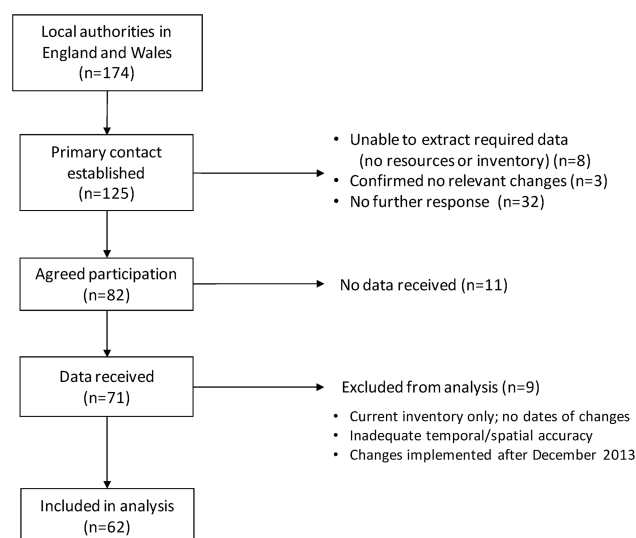 Local authorities in
England and Wales
(n=174)
Primary contact
established
(n=125)
• Unable to extract required data
(no resources or inventory) (n=8)
• Confirmed no relevant changes (n=3)
• No further response (n=32)
Agreed participation
(n=82)
No data received (n=11)
Data received
(n=71)
Excluded from analysis (n=9)
• Current inventory only; no dates of changes
• Inadequate temporal/spatial accuracy
• Changes implemented after December 2013
Included in analysis
(n=62)